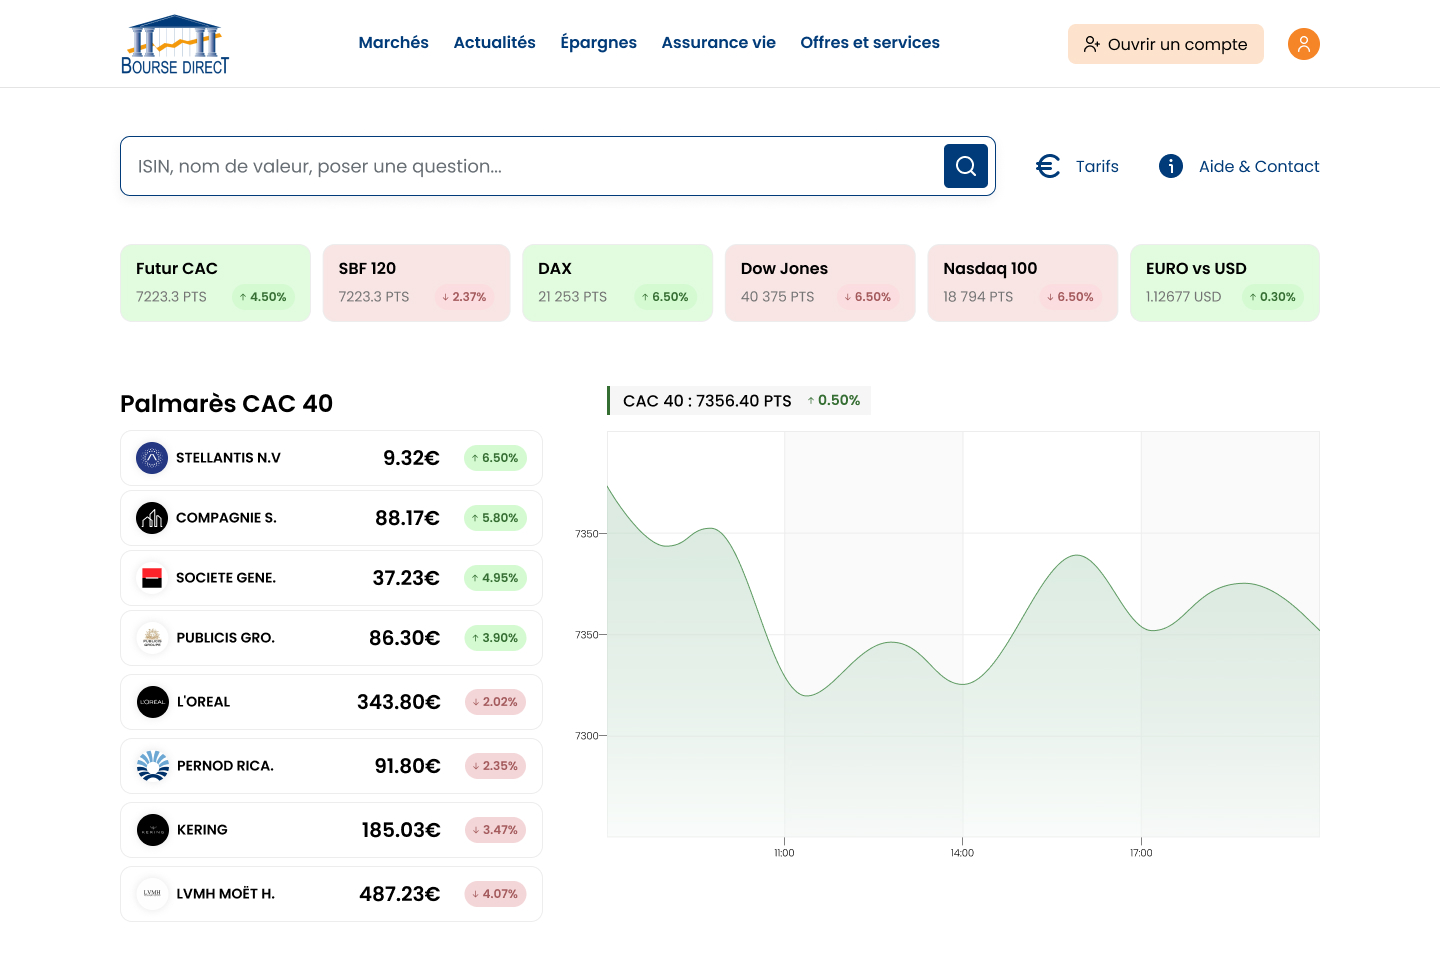 BOURSE DIRECT
Marchés Actualités Épargnes Assurance vie Offres et services
Ouvrir un compte
ISIN, nom de valeur, poser une question...
Tarifs
Aide & Contact
Futur CAC
7223.3 PTS ↑ 4.50%
SBF 120
7223.3 PTS ↓ 2.37%
DAX
21 253 PTS ↑ 6.50%
Dow Jones
40 375 PTS ↓ 6.50%
Nasdaq 100
18 794 PTS ↓ 6.50%
EURO vs USD
1.12677 USD ↑ 0.30%
Palmarès CAC 40
STELLANTIS N.V 9.32€ ↑ 6.50%
COMPAGNIE S. 88.17€ ↑ 5.80%
SOCIETE GENE. 37.23€ ↑ 4.95%
PUBLICIS GROUPE
PUBLICIS GRO. 86.30€ ↑ 3.90%
L'ORÉAL
L'OREAL 343.80€ ↓ 2.02%
PERNOD RICA. 91.80€ ↓ 2.35%
KERING
KERING 185.03€ ↓ 3.47%
LVMH
LVMH MOËT H. 487.23€ ↓ 4.07%
CAC 40 : 7356.40 PTS ↑ 0.50%
7350
7350
7300
11:00 14:00 17:00